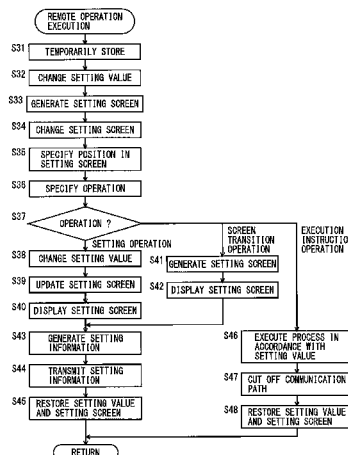 REMOTE OPERATION
EXECUTION
S31
TEMPORARILY STORE
S32
CHANGE SETTING VALUE
S33
GENERATE SETTING SCREEN
S34
CHANGE SETTING SCREEN
S35
SPECIFY POSITION IN
SETTING SCREEN
S36
SPECIFY OPERATION
S37
OPERATION ?
SETTING OPERATION
SCREEN
TRANSITION
OPERATION
EXECUTION
INSTRUCTION
OPERATION
S38
CHANGE SETTING VALUE
S39
UPDATE SETTING SCREEN
S40
DISPLAY SETTING SCREEN
S41
GENERATE SETTING SCREEN
S42
DISPLAY SETTING SCREEN
S43
GENERATE SETTING
INFORMATION
S44
TRANSMIT SETTING
INFORMATION
S45
RESTORE SETTING VALUE
AND SETTING SCREEN
S46
EXECUTE PROCESS IN
ACCORDANCE WITH
SETTING VALUE
S47
CUT OFF COMMUNICATION
PATH
S48
RESTORE SETTING VALUE
AND SETTING SCREEN
RETURN